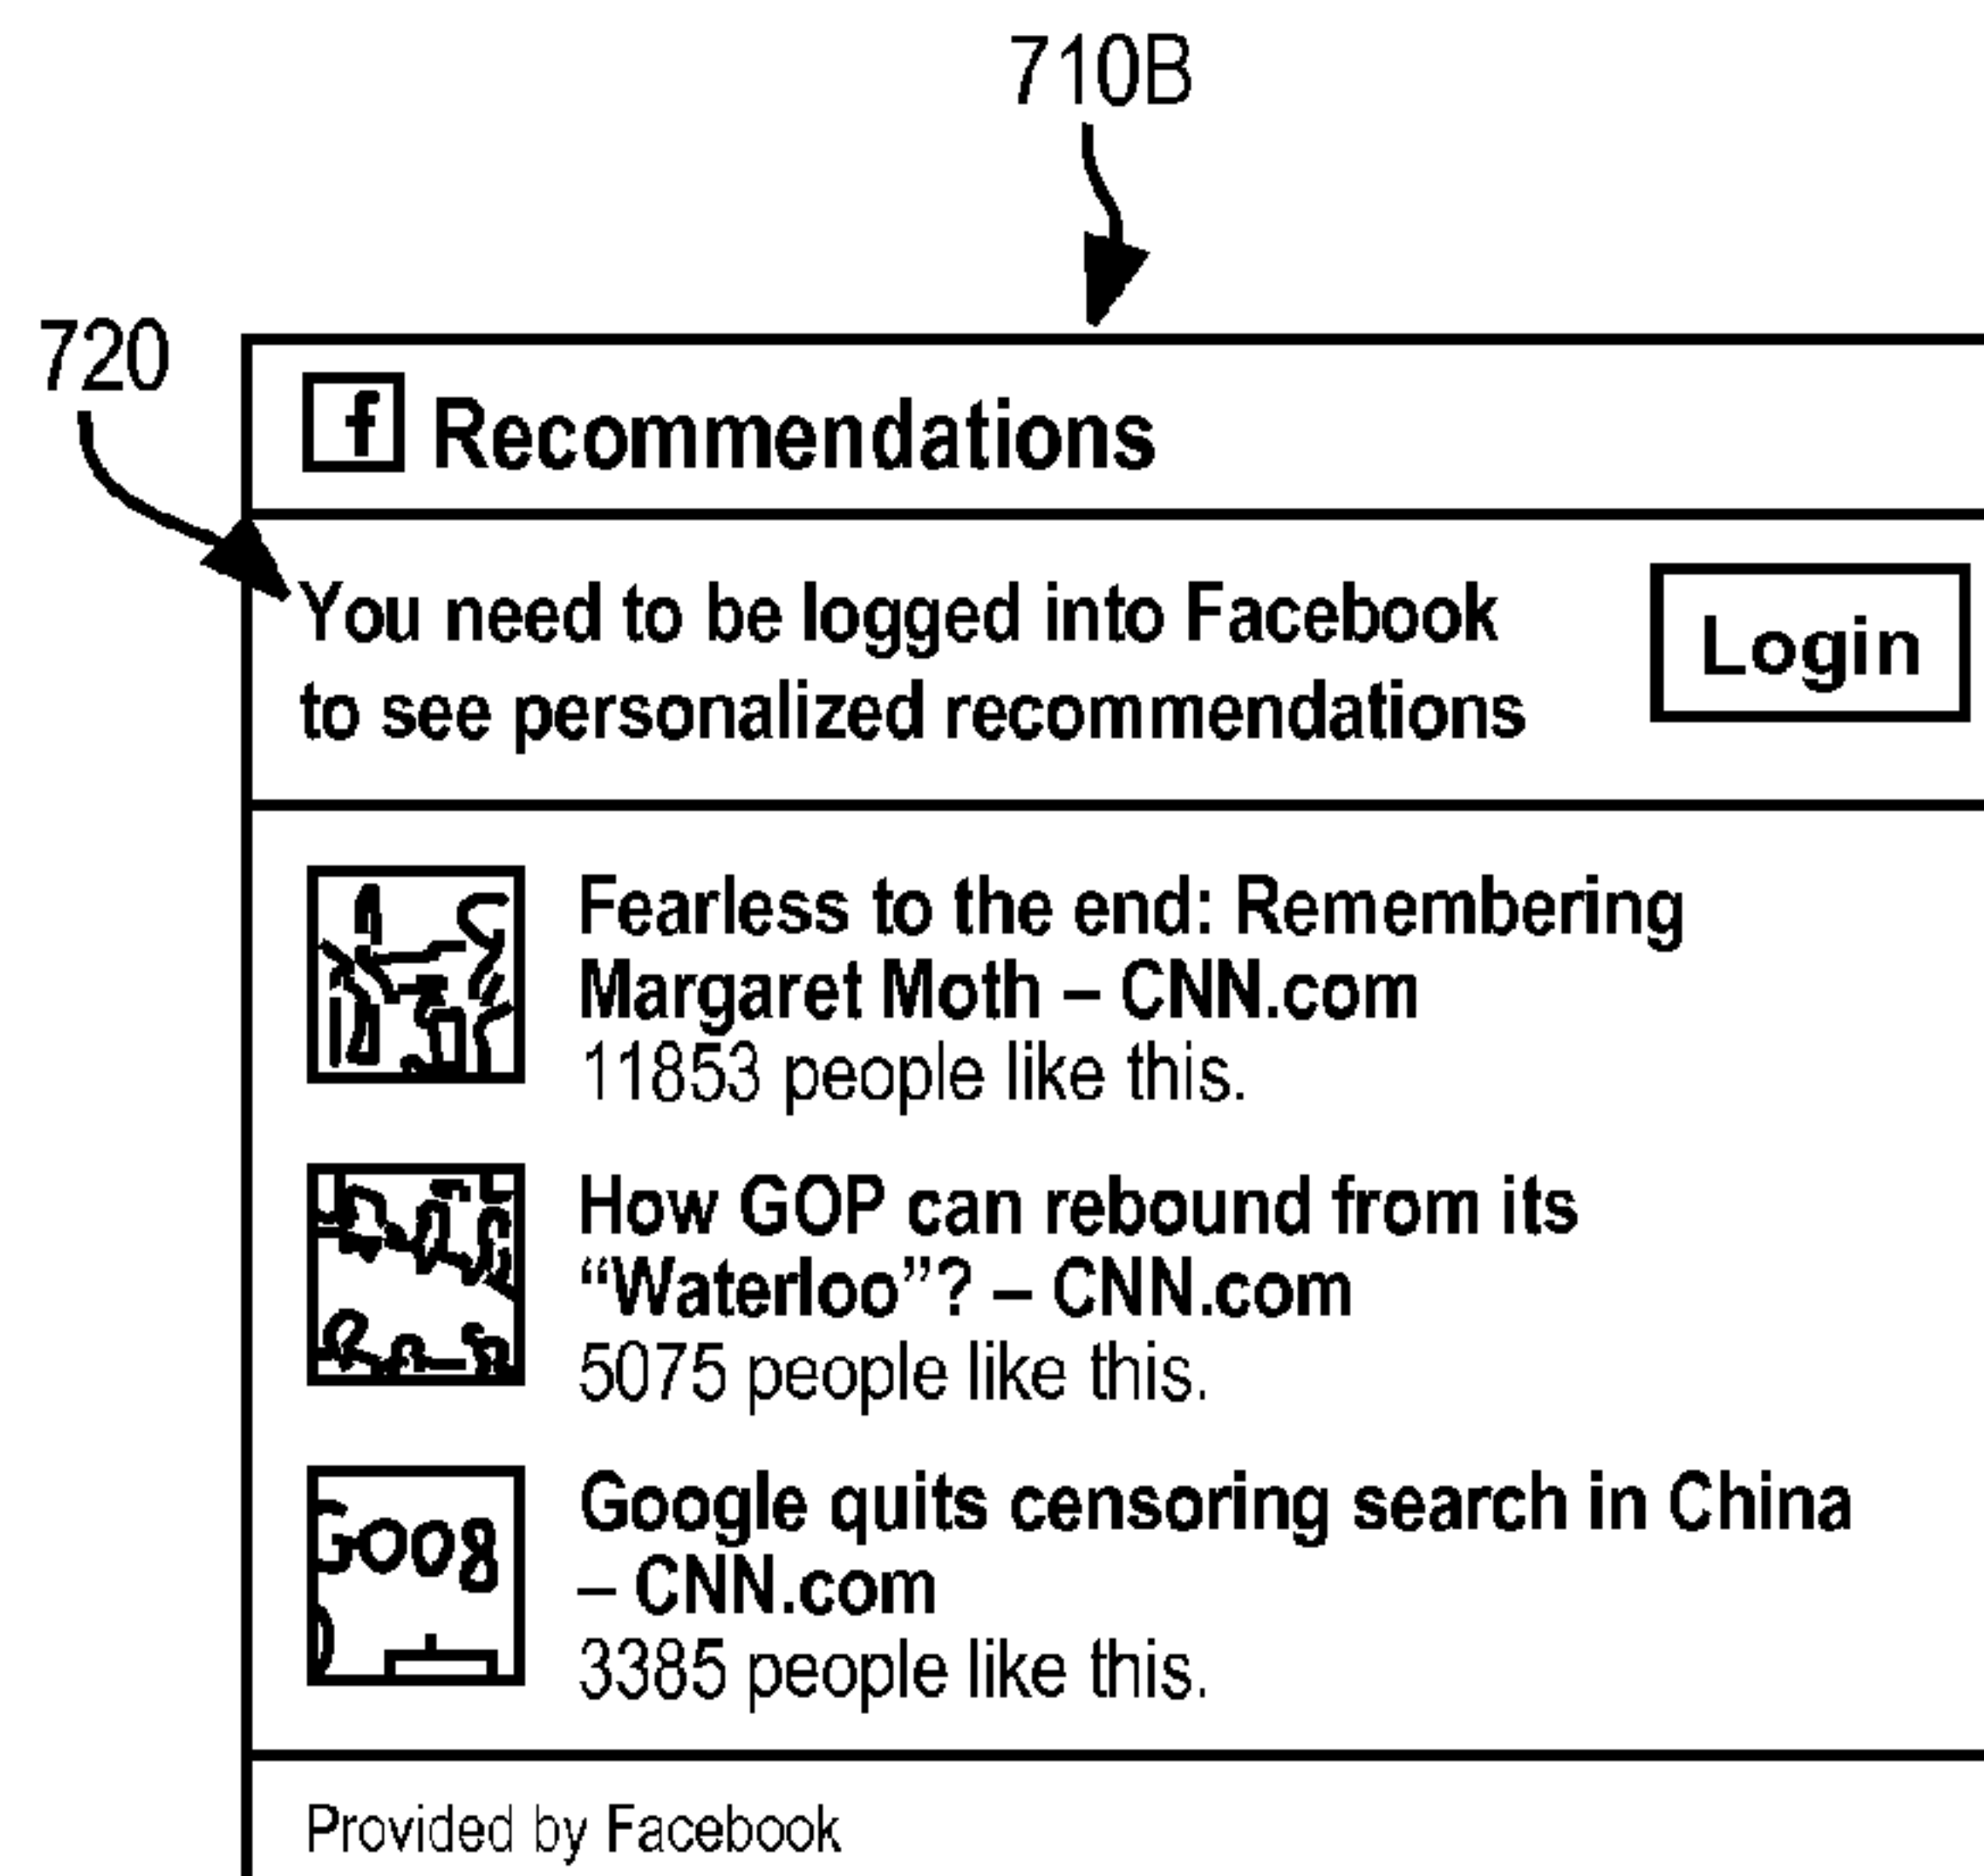 710B
720
f Recommendations
You need to be logged into Facebook
to see personalized recommendations
Login
Fearless to the end: Remembering
Margaret Moth – CNN.com
11853 people like this.
How GOP can rebound from its
“Waterloo”? – CNN.com
5075 people like this.
Goog
Google quits censoring search in China
– CNN.com
3385 people like this.
Provided by Facebook